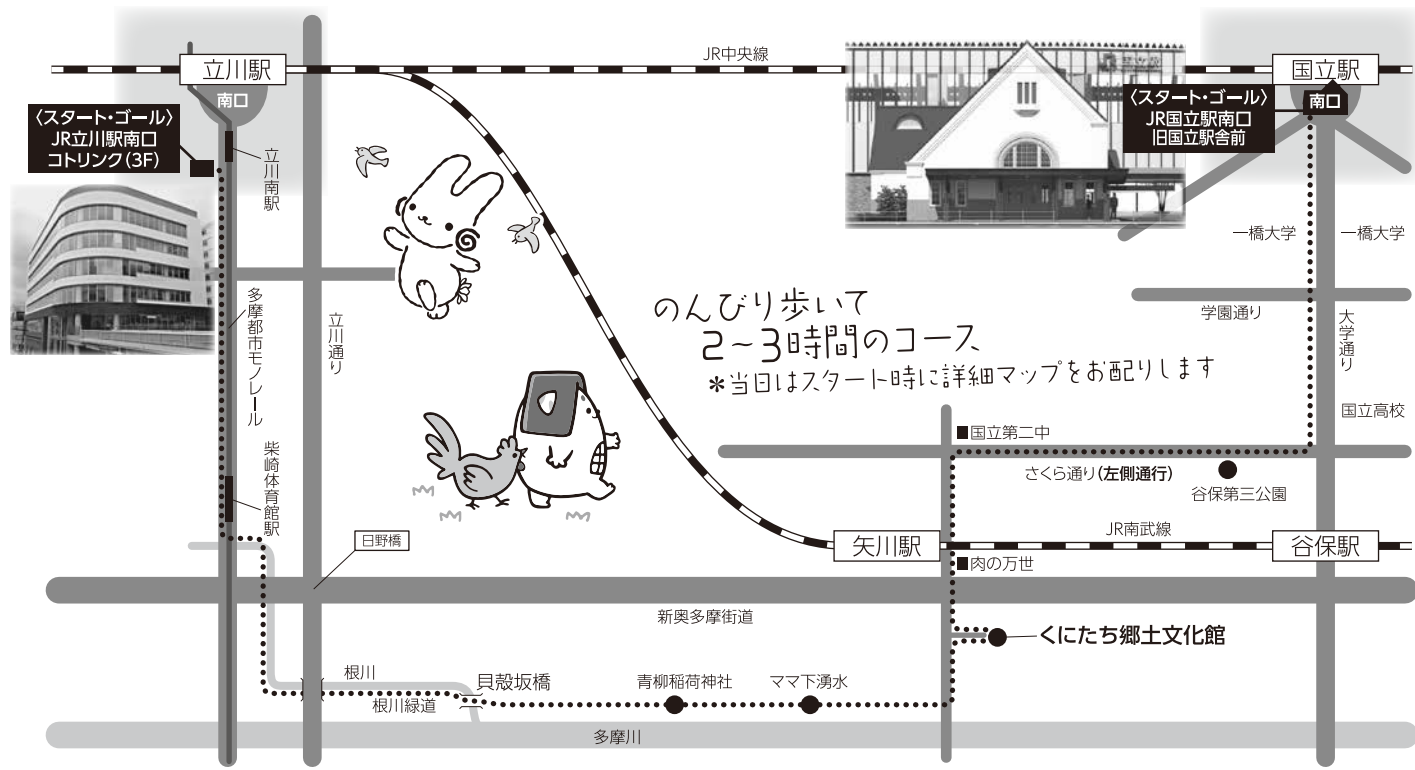 JR中央線
立川駅
南口
〈スタート・ゴール〉
JR立川駅南口
コトリンク(3F)
立川南駅
多摩都市モノレール
立川通り
柴崎体育館駅
国立駅
南口
〈スタート・ゴール〉
JR国立駅南口
旧国立駅舎前
一橋大学
一橋大学
学園通り
大学通り
国立高校
のんびり歩いて
2〜3時間のコース
*当日はスタート時に詳細マップをお配りします
■国立第二中
さくら通り(左側通行)
谷保第三公園
日野橋
矢川駅
JR南武線
谷保駅
■肉の万世
新奥多摩街道
くにたち郷土文化館
根川
根川緑道
貝殻坂橋
青柳稲荷神社
ママ下湧水
多摩川